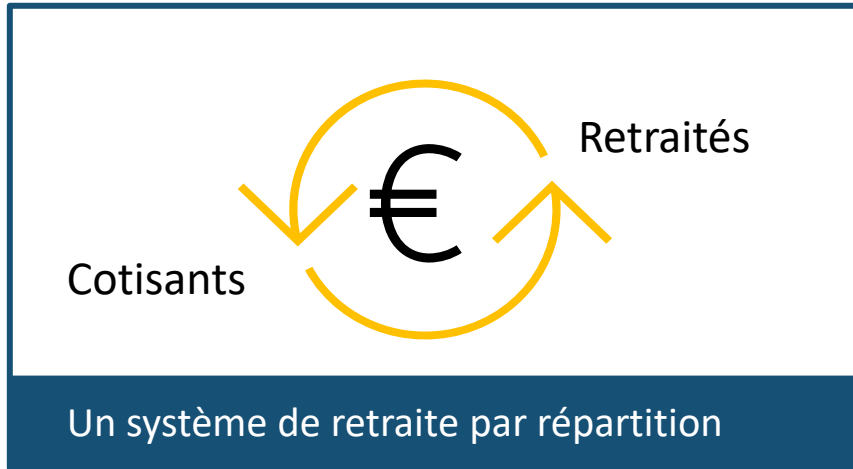 Retraités
€
Cotisants
Un système de retraite par répartition